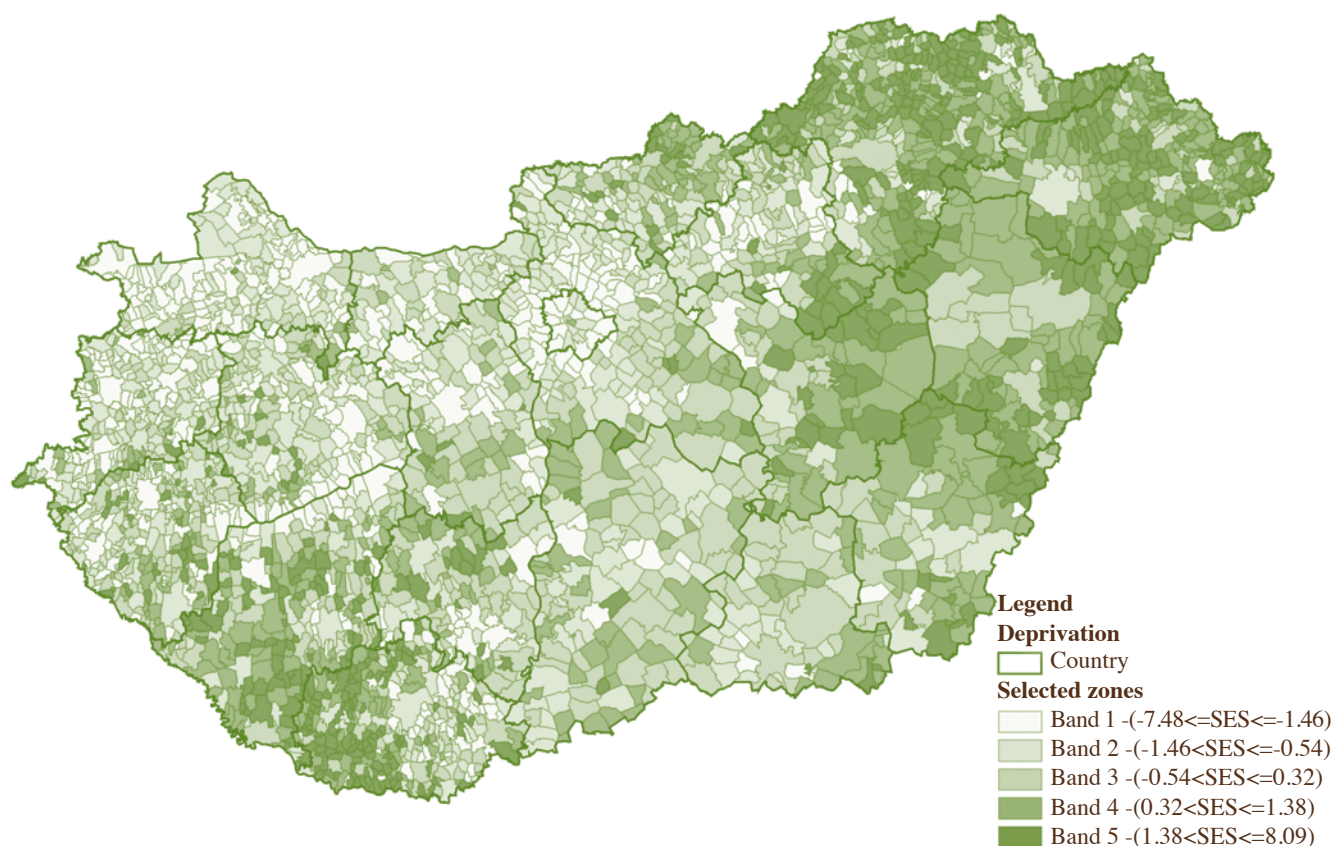 Legend
Deprivation
Country
Selected zones
Band 1 -(-7.48<=SES<=-1.46)
Band 2 -(-1.46<SES<=-0.54)
Band 3 -(-0.54<SES<=0.32)
Band 4 -(0.32<SES<=1.38)
Band 5 -(1.38<SES<=8.09)